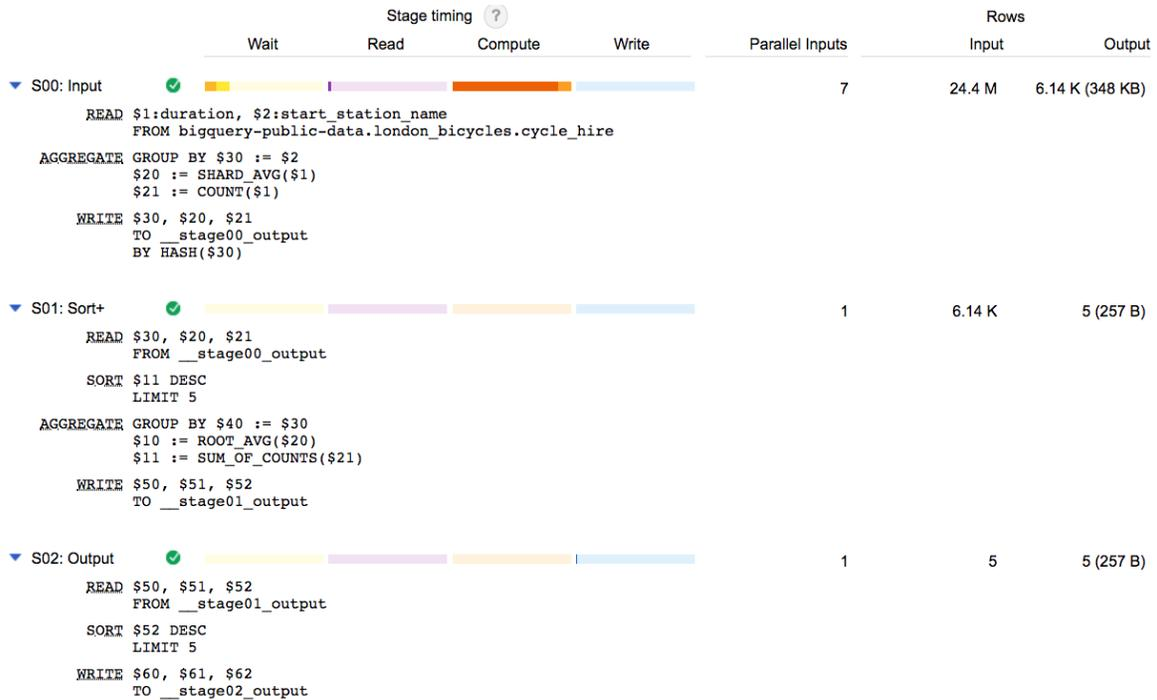 Stage timing ? Rows
Wait Read Compute Write Parallel Inputs Input Output
S00: Input 7 24.4 M 6.14 K (348 KB)
READ $1:duration, $2:start_station_name
FROM bigquery-public-data.london_bicycles.cycle_hire
AGGREGATE GROUP BY $30 := $2
$20 := SHARD_AVG($1)
$21 := COUNT($1)
WRITE $30, $20, $21
TO __stage00_output
BY HASH($30)
S01: Sort+ 1 6.14 K 5 (257 B)
READ $30, $20, $21
FROM __stage00_output
SORT $11 DESC
LIMIT 5
AGGREGATE GROUP BY $40 := $30
$10 := ROOT_AVG($20)
$11 := SUM_OF_COUNTS($21)
WRITE $50, $51, $52
TO __stage01_output
S02: Output 1 5 5 (257 B)
READ $50, $51, $52
FROM __stage01_output
SORT $52 DESC
LIMIT 5
WRITE $60, $61, $62
TO __stage02_output